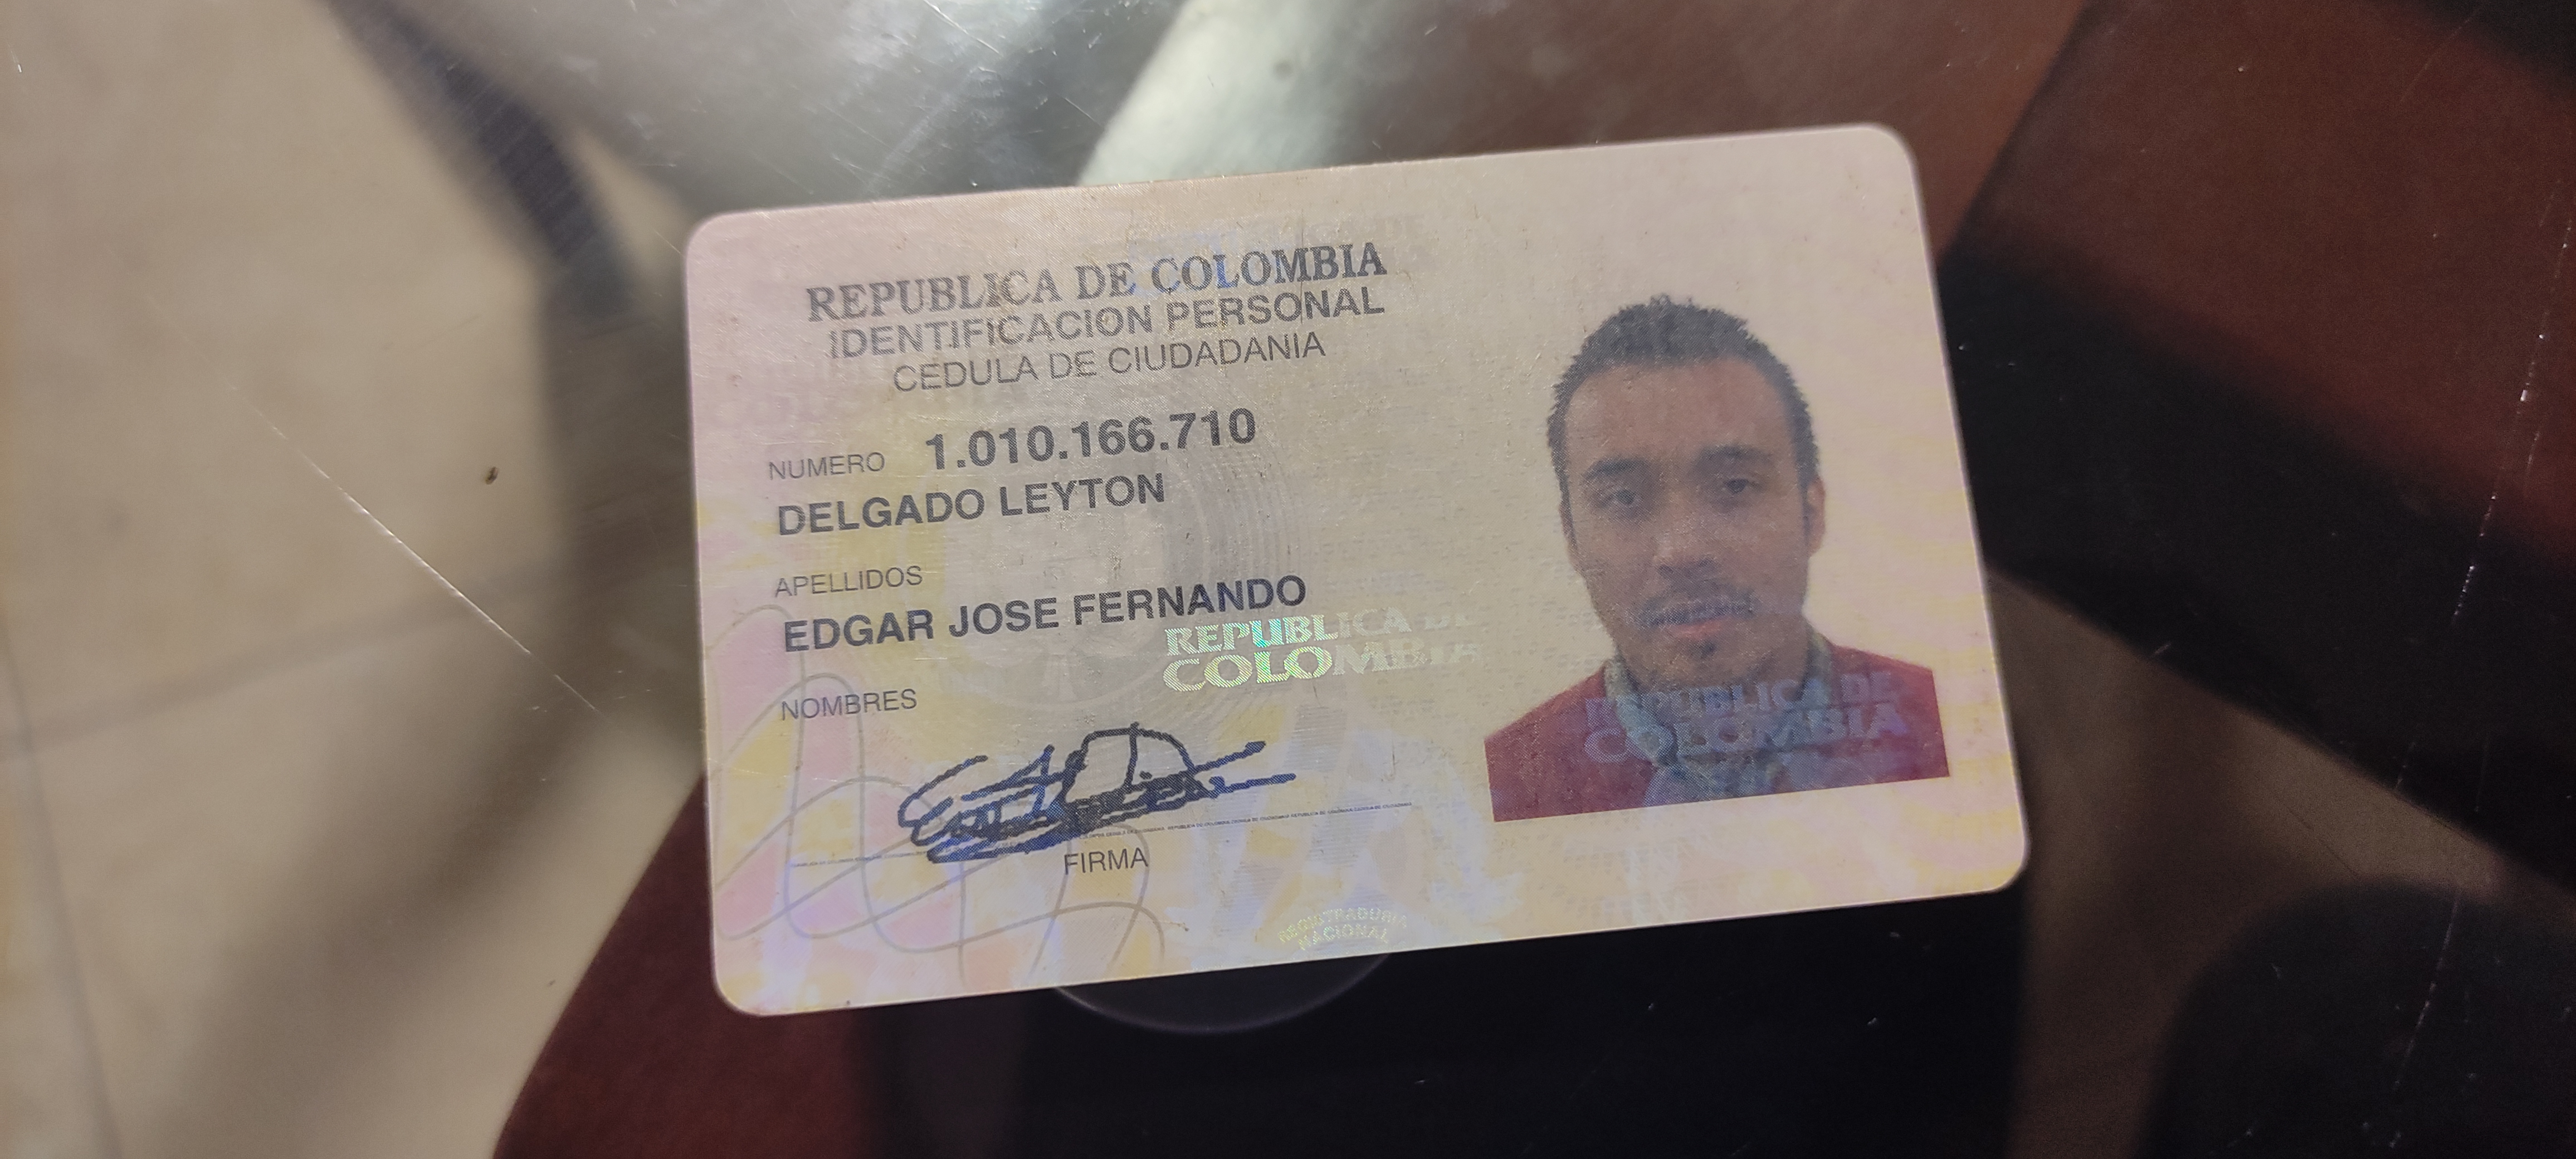 REPUBLICA DE COLOMBIA
IDENTIFICACION PERSONAL
CEDULA DE CIUDADANIA
NUMERO 1.010.166.710
DELGADO LEYTON
APELLIDOS
EDGAR JOSE FERNANDO
REPUBLICA DE
COLOMBIA
NOMBRES
REPUBLICA DE
COLOMBIA
FIRMA
REGISTRADURIA
NACIONAL